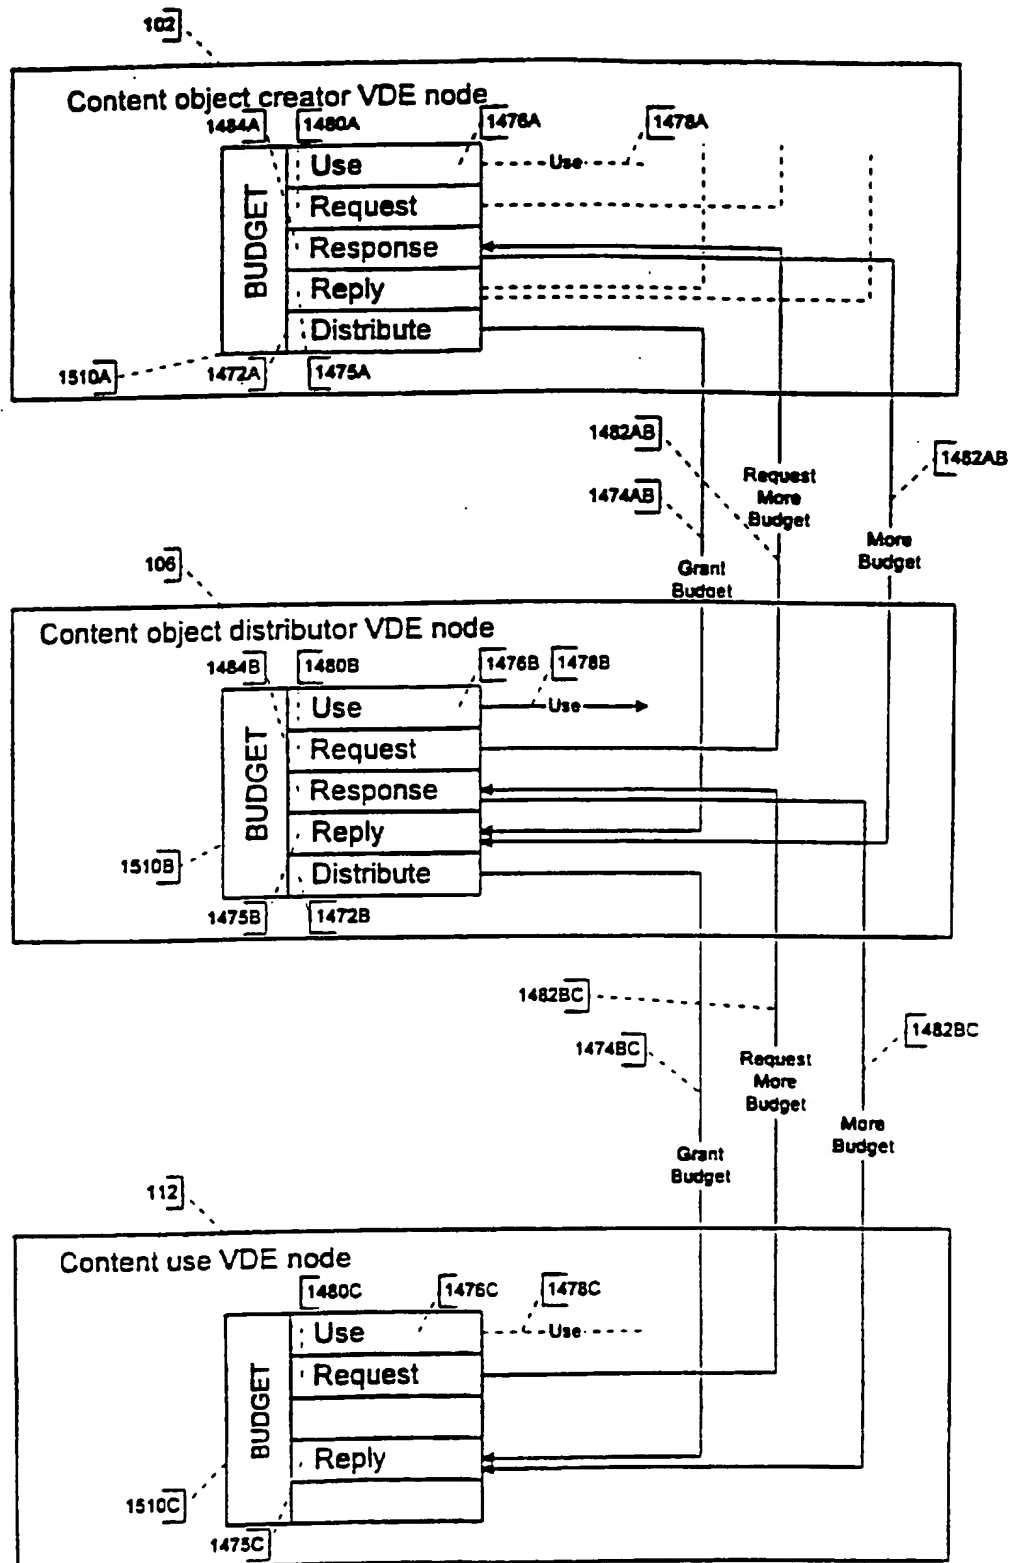 102
Content object creator VDE node
1484A
1480A
1476A
1478A
BUDGET
Use
Use
Request
Response
Reply
Distribute
1510A
1472A
1475A
1482AB
1482AB
1474AB
Request
More
Budget
More
Budget
Grant
Budget
106
Content object distributor VDE node
1484B
1480B
1476B
1478B
BUDGET
Use
Use
Request
Response
Reply
Distribute
1510B
1475B
1472B
1482BC
1482BC
1474BC
Request
More
Budget
More
Budget
Grant
Budget
112
Content use VDE node
1480C
1476C
1478C
BUDGET
Use
Use
Request
Reply
1510C
1475C